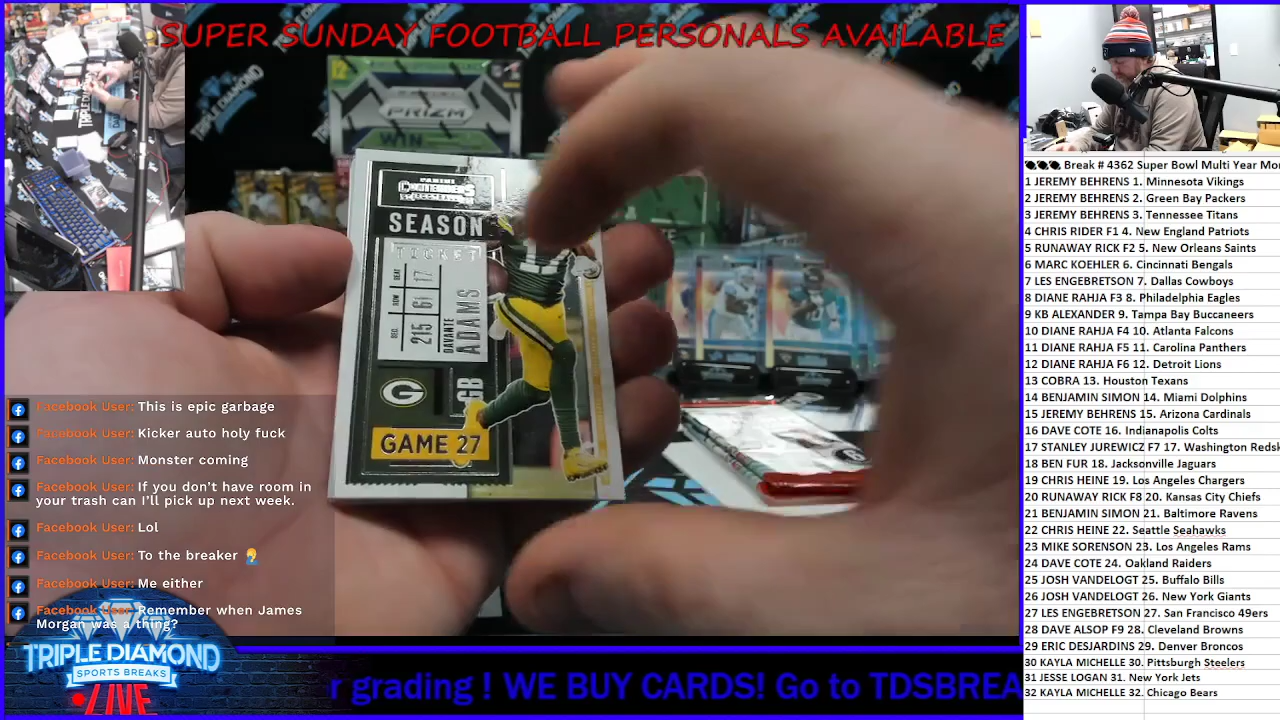 SUPER SUNDAY FOOTBALL PERSONALS AVAILABLE
TRIPLE DIAMOND
PRIZM
WIN
PANINI
CONTENDERS
SEASON
TICKET
SEAT 17
ROW 61
SEC. 215
DAVANTE
ADAMS
GB
G
GAME 27
Facebook User: This is epic garbage
Facebook User: Kicker auto holy fuck
Facebook User: Monster coming
Facebook User: If you don't have room in
your trash can I'll pick up next week.
Facebook User: Lol
Facebook User: To the breaker 🤦‍♂️
Facebook User: Me either
Facebook User: Remember when James
Morgan was a thing?
TRIPLE DIAMOND
SPORTS BREAKS
LIVE
r grading ! WE BUY CARDS! Go to TDSBREA
Break # 4362 Super Bowl Multi Year Mo
1 JEREMY BEHRENS 1. Minnesota Vikings
2 JEREMY BEHRENS 2. Green Bay Packers
3 JEREMY BEHRENS 3. Tennessee Titans
4 CHRIS RIDER F1 4. New England Patriots
5 RUNAWAY RICK F2 5. New Orleans Saints
6 MARC KOEHLER 6. Cincinnati Bengals
7 LES ENGEBRETSON 7. Dallas Cowboys
8 DIANE RAHJA F3 8. Philadelphia Eagles
9 KB ALEXANDER 9. Tampa Bay Buccaneers
10 DIANE RAHJA F4 10. Atlanta Falcons
11 DIANE RAHJA F5 11. Carolina Panthers
12 DIANE RAHJA F6 12. Detroit Lions
13 COBRA 13. Houston Texans
14 BENJAMIN SIMON 14. Miami Dolphins
15 JEREMY BEHRENS 15. Arizona Cardinals
16 DAVE COTE 16. Indianapolis Colts
17 STANLEY FILEWICZ F7 17. Washington Redsk
18 BEN FUR 18. Jacksonville Jaguars
19 CHRIS HEINE 19. Los Angeles Chargers
20 RUNAWAY RICK F8 20. Kansas City Chiefs
21 BENJAMIN SIMON 21. Baltimore Ravens
22 CHRIS HEINE 22. Seattle Seahawks
23 MIKE SORENSON 23. Los Angeles Rams
24 DAVE COTE 24. Oakland Raiders
25 JOSH VANDELOGT 25. Buffalo Bills
26 JOSH VANDELOGT 26. New York Giants
27 LES ENGEBRETSON 27. San Francisco 49ers
28 DAVE ALSOP F9 28. Cleveland Browns
30 KAYLA MICHELLE 30. Pittsburgh Steelers
31 JESSE LOGAN 31. New York Jets
32 KAYLA MICHELLE 32. Chicago Bears